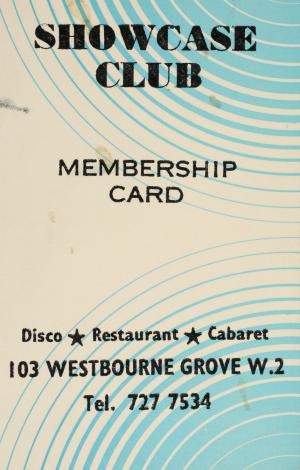 SHOWCASE
CLUB
MEMBERSHIP
CARD
Disco ★ Restaurant ★ Cabaret
103 WESTBOURNE GROVE W.2
Tel. 727 7534